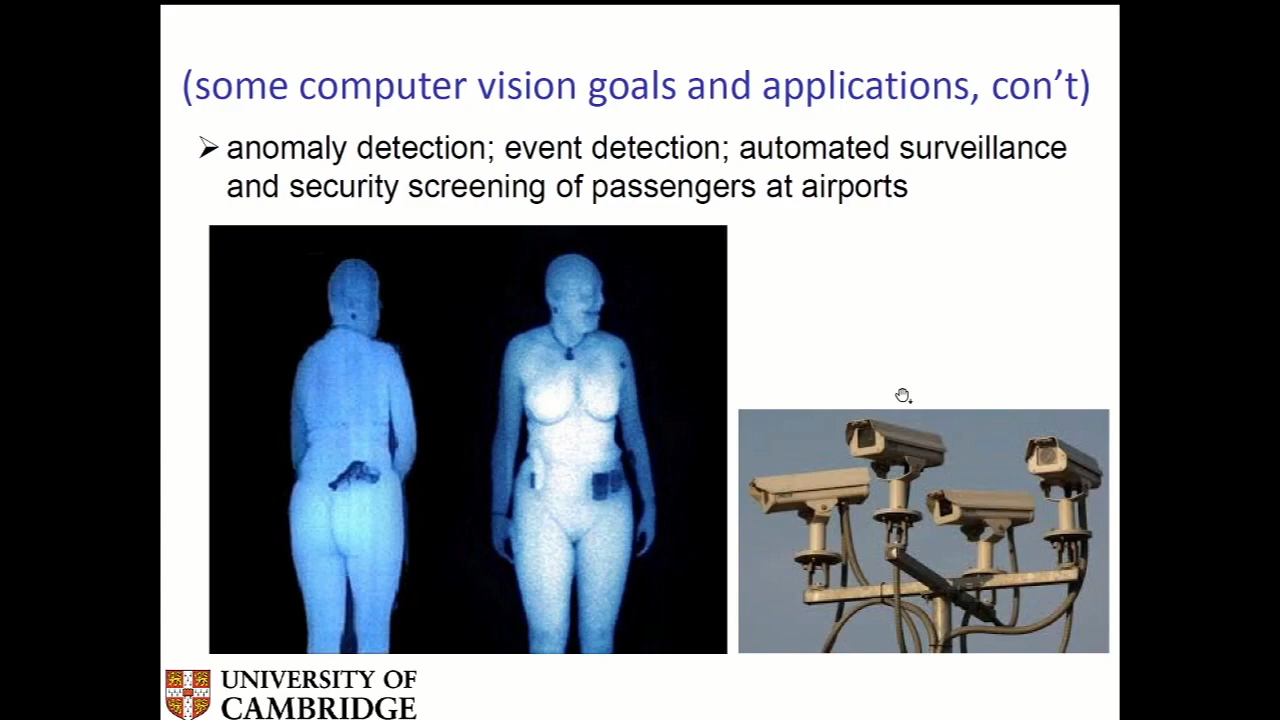 (some computer vision goals and applications, con’t)
➢ anomaly detection; event detection; automated surveillance
and security screening of passengers at airports
UNIVERSITY OF
CAMBRIDGE